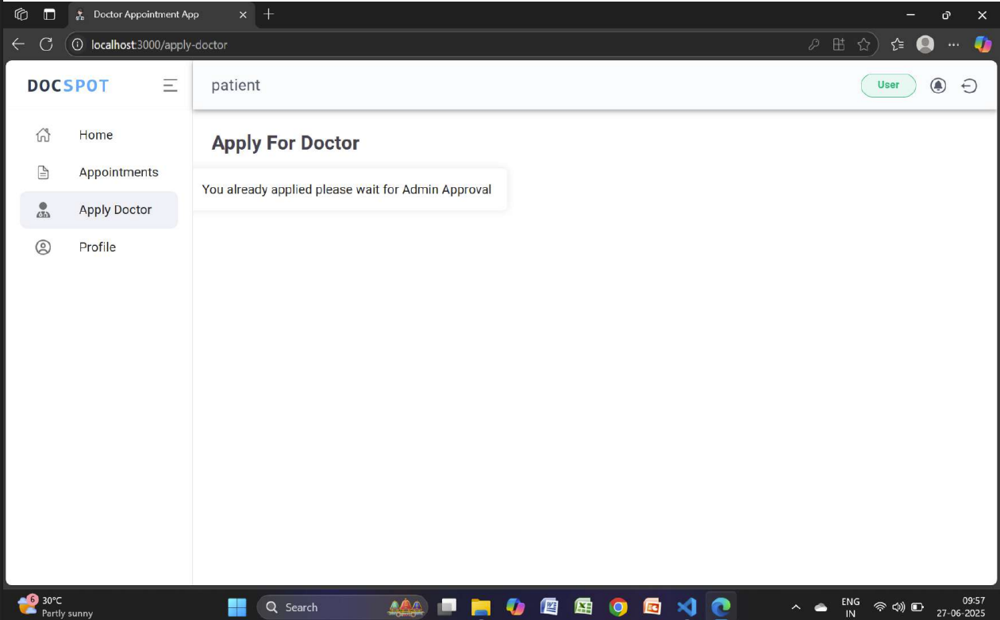 Doctor Appointment App
localhost:3000/apply-doctor
DOCSPOT
patient
User
Home
Appointments
Apply Doctor
Profile
Apply For Doctor
You already applied please wait for Admin Approval
6
30°C
Partly sunny
Search
ENG
IN
09:57
27-06-2025